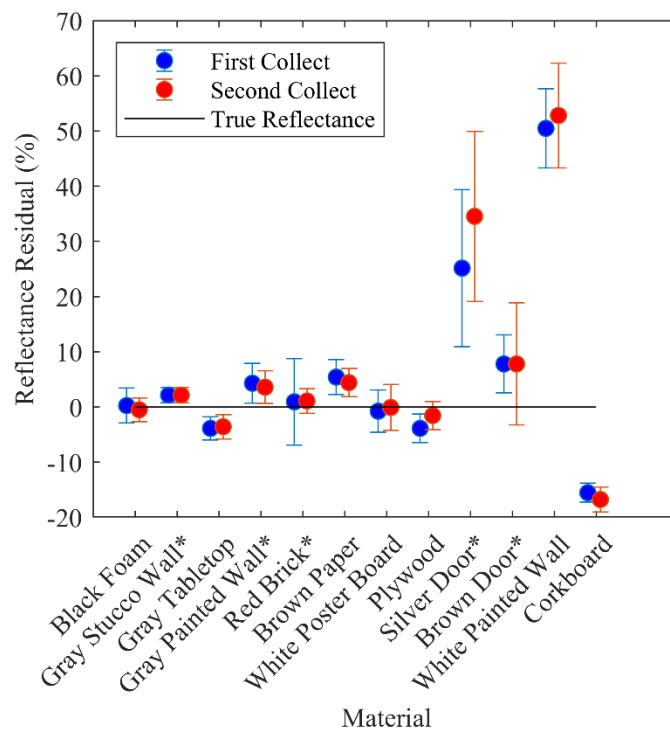 70
60
50
40
30
20
10
0
-10
-20
Reflectance Residual (%)
First Collect
Second Collect
True Reflectance
Black Foam
Gray Stucco Wall*
Gray Tabletop
Gray Painted Wall*
Red Brick*
Brown Paper
White Poster Board
Plywood
Silver Door*
Brown Door*
White Painted Wall
Corkboard
Material